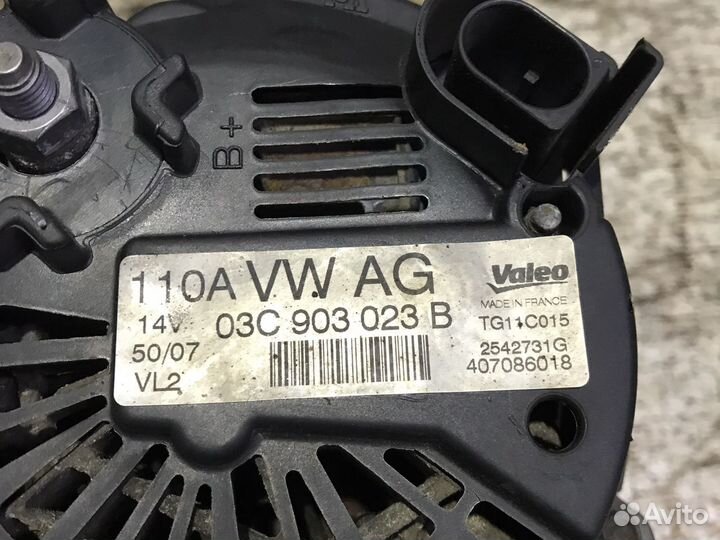 B+
110A VW AG
14V 03C 903 023 B
50/07
VL2
Valeo
MADE IN FRANCE
TG11C015
2542731G
407086018
Avito